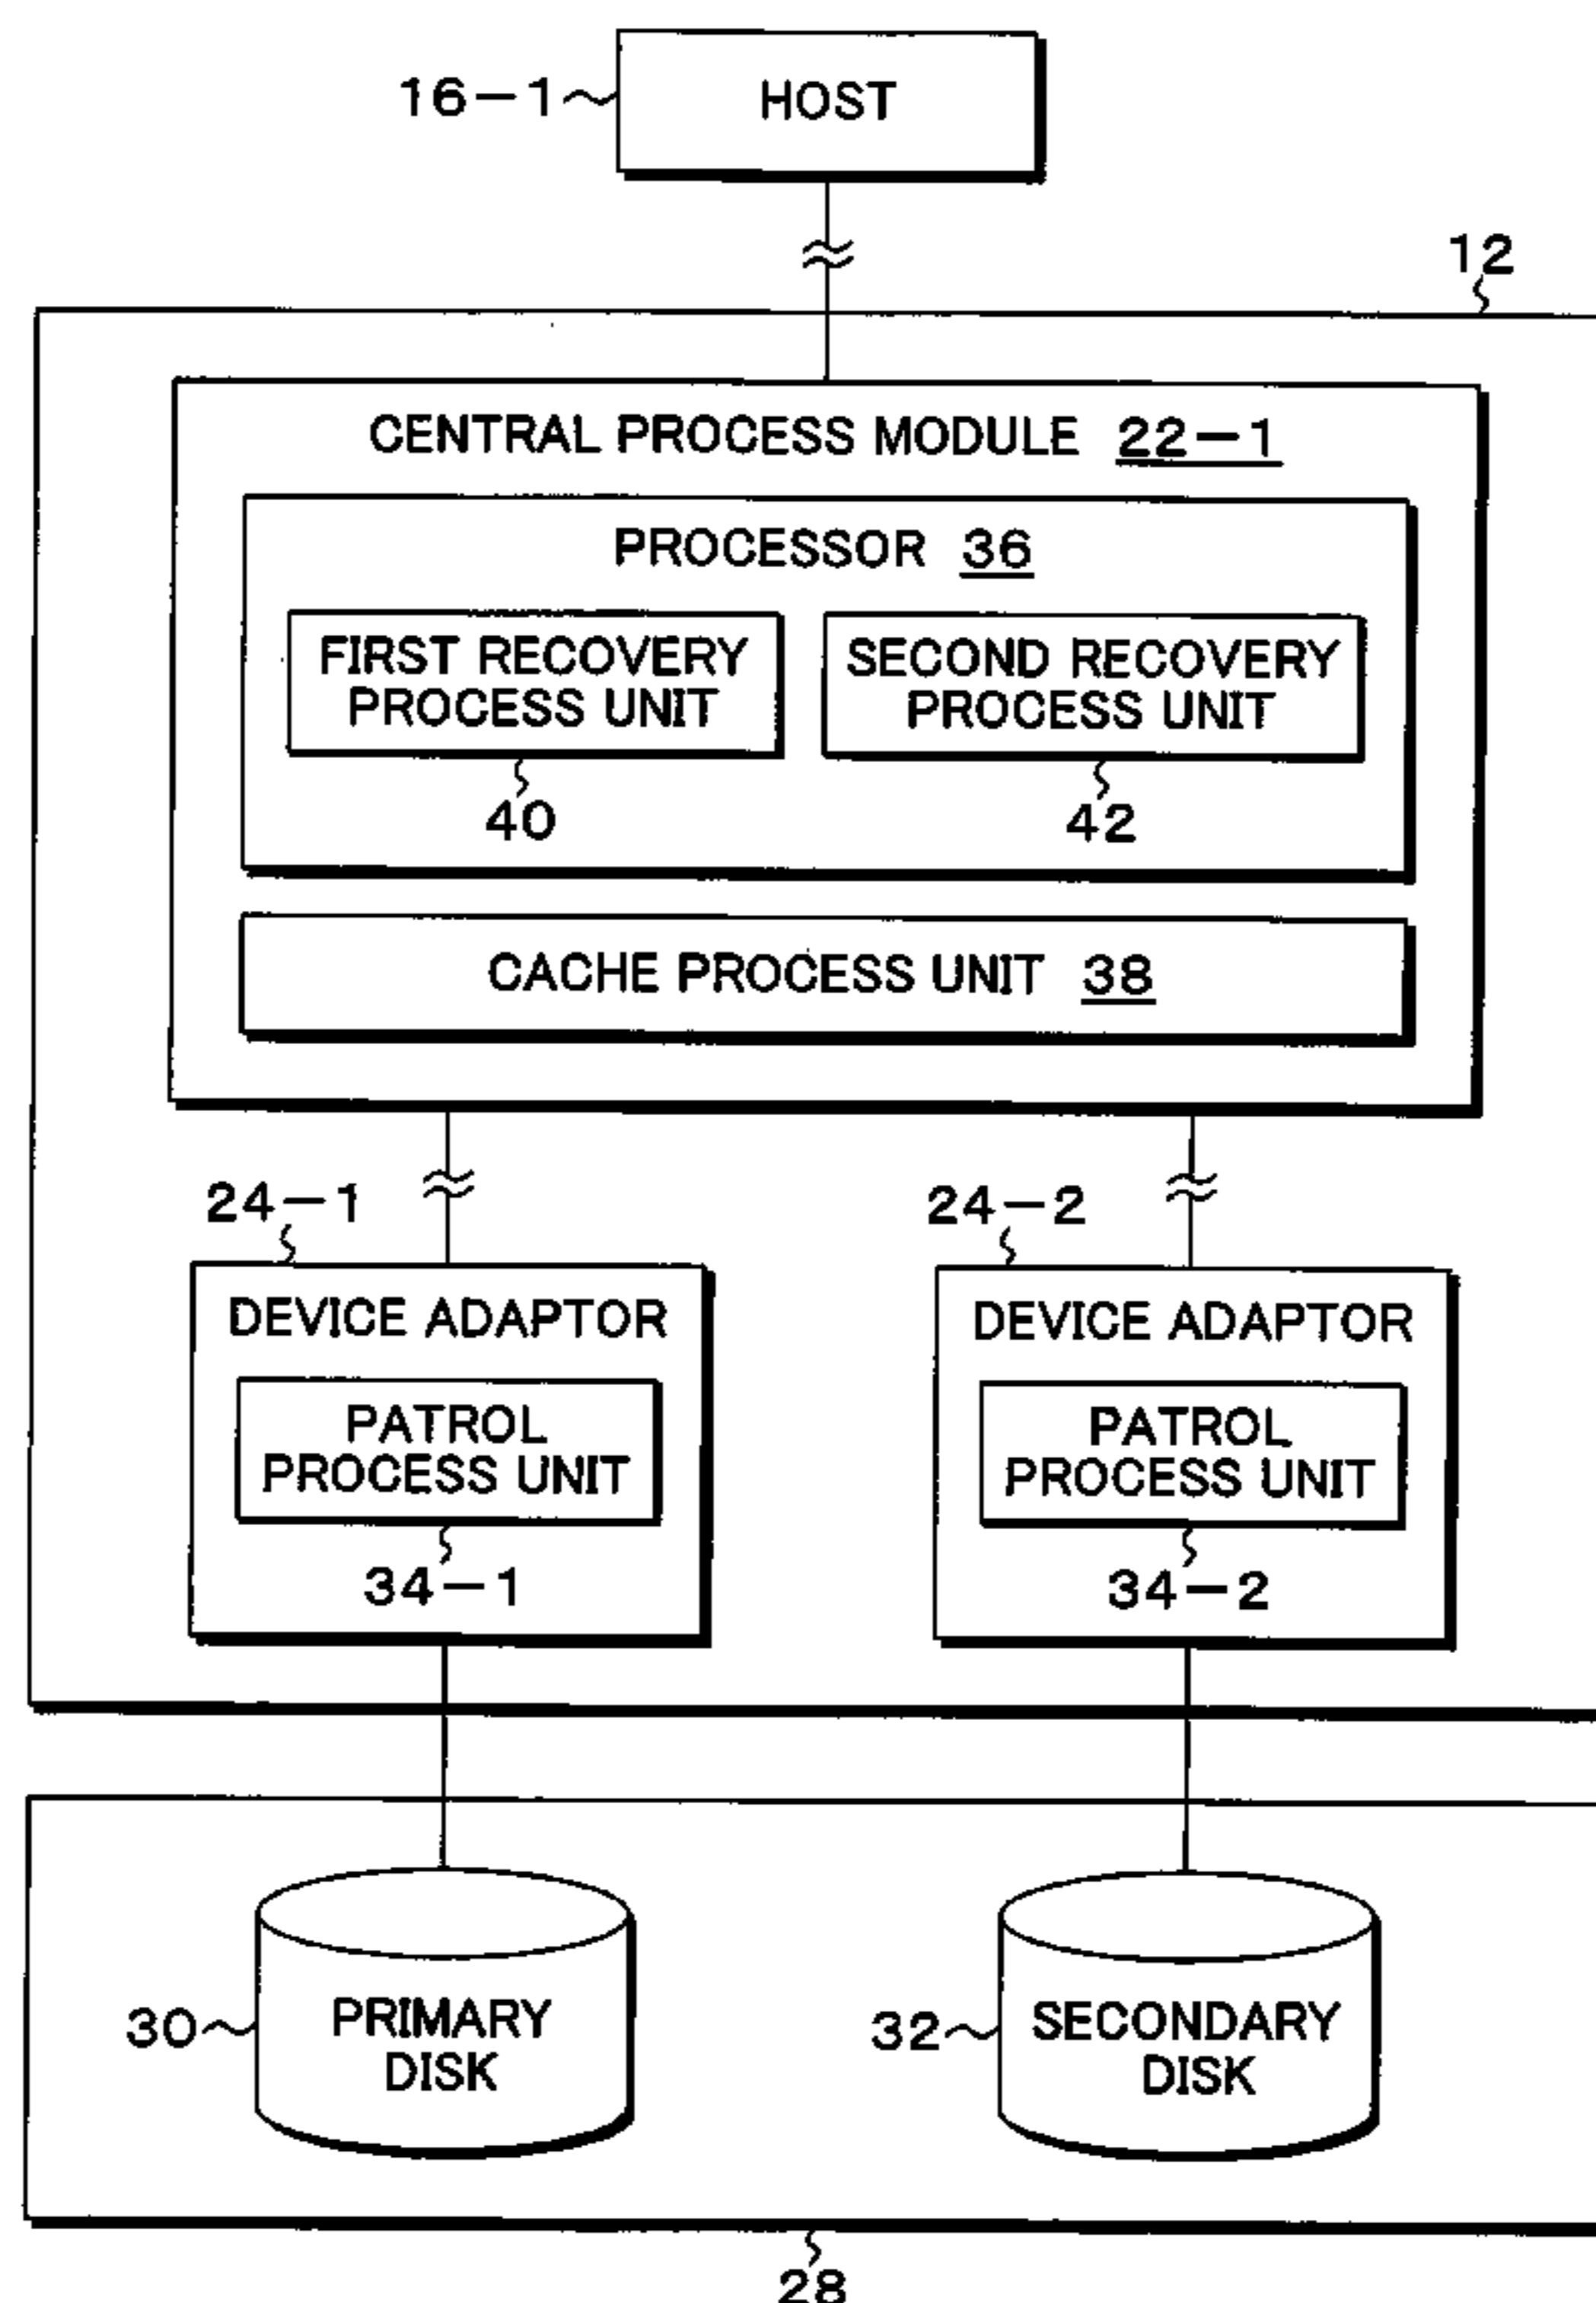 16-1 HOST
12
CENTRAL PROCESS MODULE 22-1
PROCESSOR 36
FIRST RECOVERY
PROCESS UNIT
SECOND RECOVERY
PROCESS UNIT
40
42
CACHE PROCESS UNIT 38
24-1
24-2
DEVICE ADAPTOR
PATROL
PROCESS UNIT
34-1
DEVICE ADAPTOR
PATROL
PROCESS UNIT
34-2
30
PRIMARY
DISK
32
SECONDARY
DISK
28